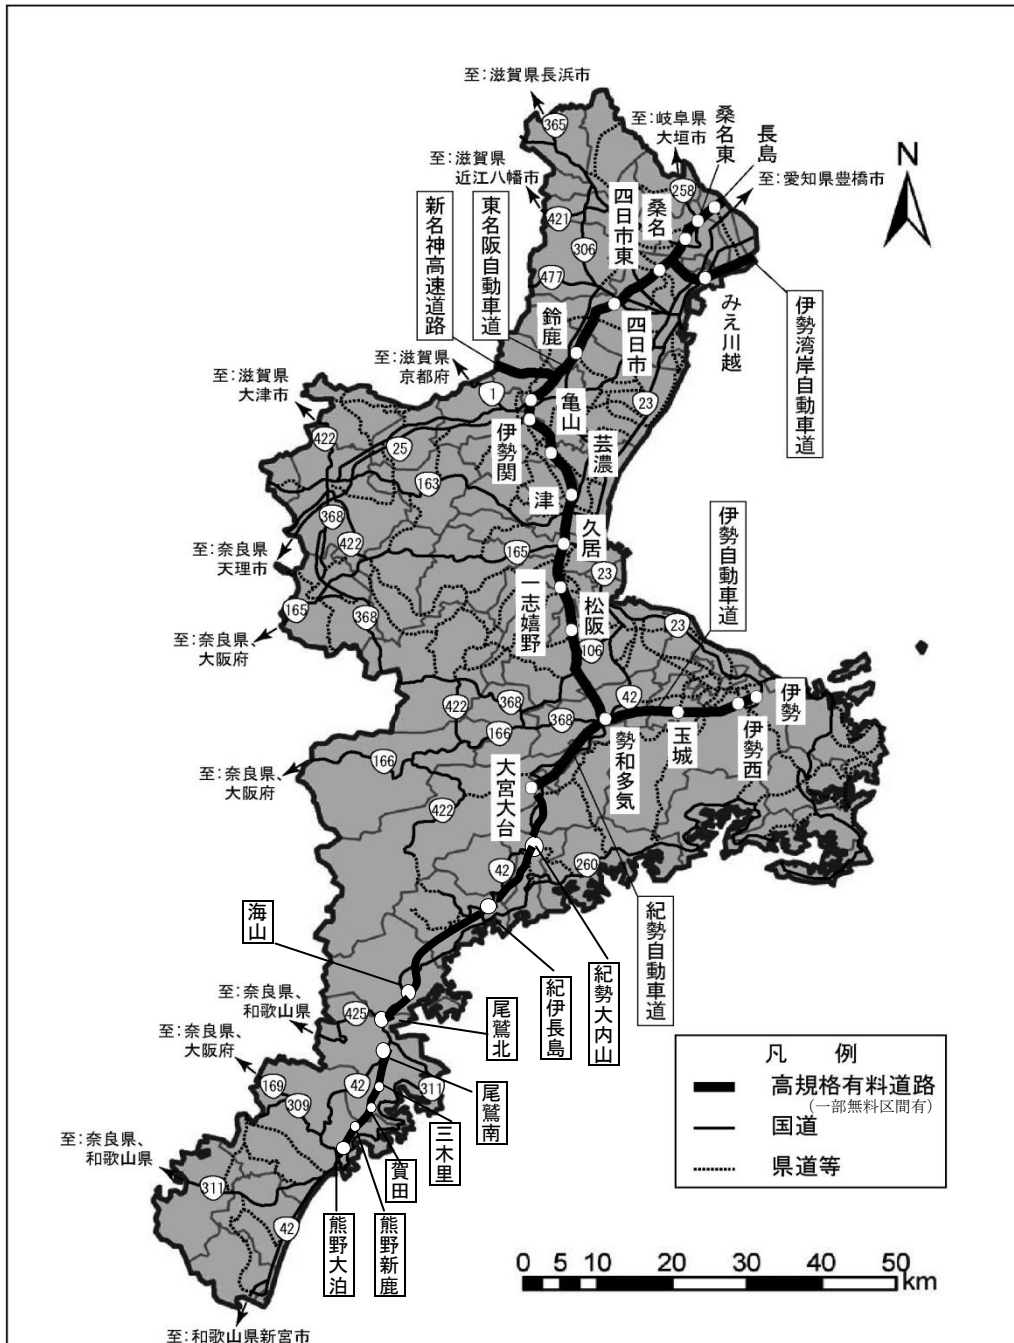 至:滋賀県長浜市
365
至:岐阜県
大垣市
桑名東
長島
至:滋賀県
近江八幡市
258
至:愛知県豊橋市
N
新名神高速道路
東名阪自動車道
421
306
477
四日市東
桑名
鈴鹿
四日市
みえ川越
伊勢湾岸自動車道
至:滋賀県
京都府
至:滋賀県
大津市
1
23
亀山
422
25
伊勢関
芸濃
163
津
368
422
久居
伊勢自動車道
至:奈良県
天理市
165
23
一志嬉野
松阪
165
368
23
至:奈良県、
大阪府
106
42
伊勢
422
368
368
166
玉城
伊勢西
勢和多気
166
至:奈良県、
大阪府
大宮大台
422
42
260
海山
紀勢自動車道
紀勢大内山
紀伊長島
至:奈良県、
和歌山県
425
尾鷲北
至:奈良県、
大阪府
凡 例
169
42
311
309
高規格有料道路
(一部無料区間有)
国道
県道等
尾鷲南
三木里
賀田
至:奈良県、
和歌山県
311
42
熊野大泊
熊野新鹿
0 5 10 20 30 40 50
km
至:和歌山県新宮市